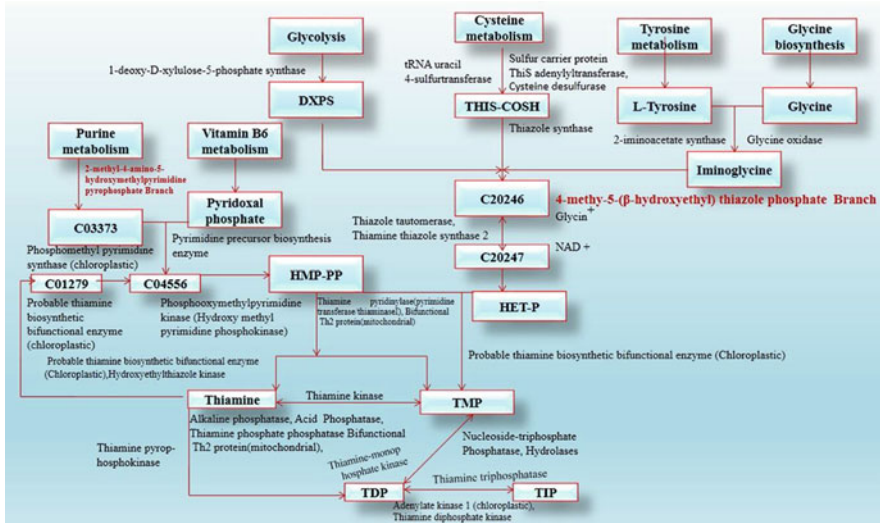 Glycolysis
Cysteine
metabolism
Tyrosine
metabolism
Glycine
biosynthesis
1-deoxy-D-xylulose-5-phosphate synthase
tRNA uracil
4-sulfurtransferase
Sulfur carrier protein
ThiS adenylyltransferase,
Cysteine desulfurase
DXPS
THIS-COSH
L-Tyrosine
Glycine
Thiazole synthase
2-iminoacetate synthase
Glycine oxidase
Purine
metabolism
Vitamin B6
metabolism
Iminoglycine
2-methyl-4-amino-5-
hydroxymethylpyrimidine
pyrophosphate Branch
Pyridoxal
phosphate
C20246
4-methy-5-(β-hydroxyethyl) thiazole phosphate Branch
Glycin+
C03373
Thiazole tautomerase,
Thiamine thiazole synthase 2
Pyrimidine precursor biosynthesis
enzyme
NAD +
Phosphomethyl pyrimidine
synthase (chloroplastic)
C20247
C01279
C04556
HMP-PP
HET-P
Probable thiamine
biosynthetic
bifunctional enzyme
(chloroplastic)
Phosphooxymethylpyrimidine
kinase (Hydroxy methyl
pyrimidine phosphokinase)
Thiamine pyridinylase(pyrimidine
transferase thiaminaseI), Bifunctional
Th2 protein(mitochondrial)
Probable thiamine biosynthetic bifunctional enzyme
(Chloroplastic),Hydroxyethylthiazole kinase
Probable thiamine biosynthetic bifunctional enzyme (Chloroplastic)
Thiamine
Thiamine kinase
TMP
Alkaline phosphatase, Acid Phosphatase,
Thiamine phosphate phosphatase Bifunctional
Th2 protein(mitochondrial),
Thiamine pyrop-
hosphokinase
Nucleoside-triphosphate
Phosphatase, Hydrolases
Thiamine-monop
hosphate kinase
Thiamine triphosphatase
TDP
TIP
Adenylate kinase 1 (chloroplastic),
Thiamine diphosphate kinase